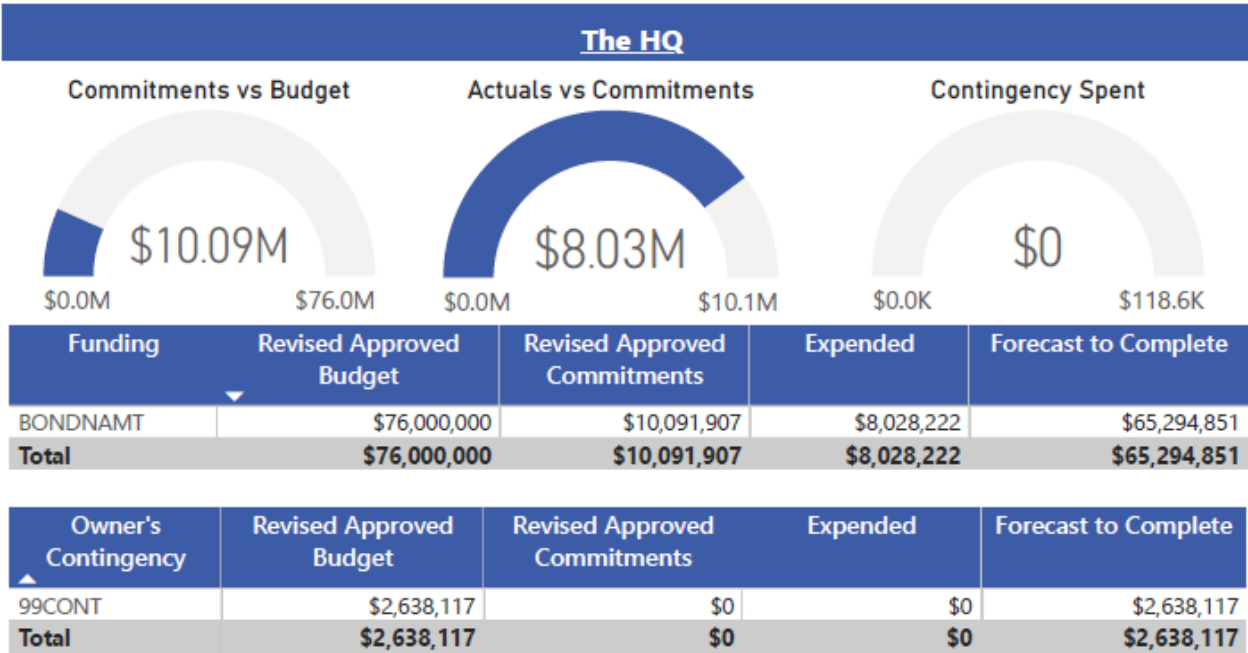 The HQ
Commitments vs Budget
Actuals vs Commitments
Contingency Spent
$10.09M
$8.03M
$0
$0.0M $76.0M
$0.0M $10.1M
$0.0K $118.6K
Funding Revised Approved Budget Revised Approved Commitments Expended Forecast to Complete
BONDNAMT $76,000,000 $10,091,907 $8,028,222 $65,294,851
Total $76,000,000 $10,091,907 $8,028,222 $65,294,851
Owner's Contingency Revised Approved Budget Revised Approved Commitments Expended Forecast to Complete
99CONT $2,638,117 $0 $0 $2,638,117
Total $2,638,117 $0 $0 $2,638,117